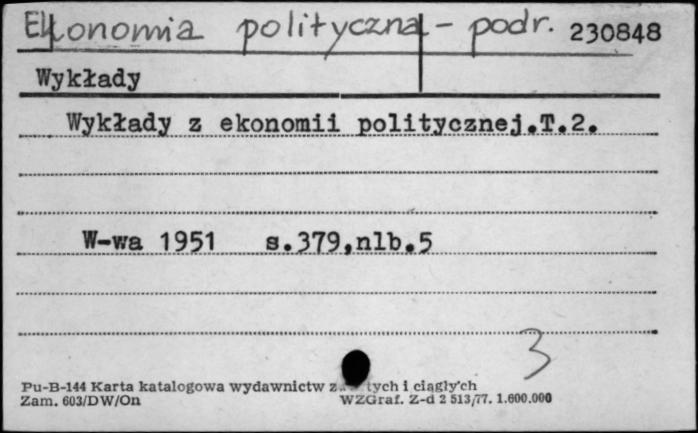 Ekonomia polityczna - podr. 230848
Wykłady
Wykłady z ekonomii politycznej.T.2.
W-wa 1951 s.379,nlb.5
3
Pu-B-144 Karta katalogowa wydawnictw tych i ciągłych
Zam. 603/DW/On WZGraf. Z-d 2 513/77. 1.600.000